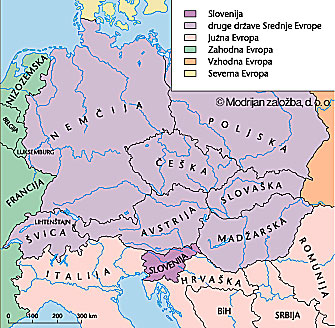 Slovenija
druge države Srednje Evrope
Južna Evropa
Zahodna Evropa
Vzhodna Evropa
Severna Evropa
© Modrijan založba, d. o. o.
NIZOZEMSKA
BELGIJA
NEMČIJA
POLJSKA
LUKSEMBURG
ČEŠKA
FRANCIJA
SLOVAŠKA
LIHTENŠTAJN
ŠVICA
AVSTRIJA
MADŽARSKA
SLOVENIJA
ITALIJA
HRVAŠKA
ROMUNIJA
BiH
SRBIJA
0 100 200 300 km